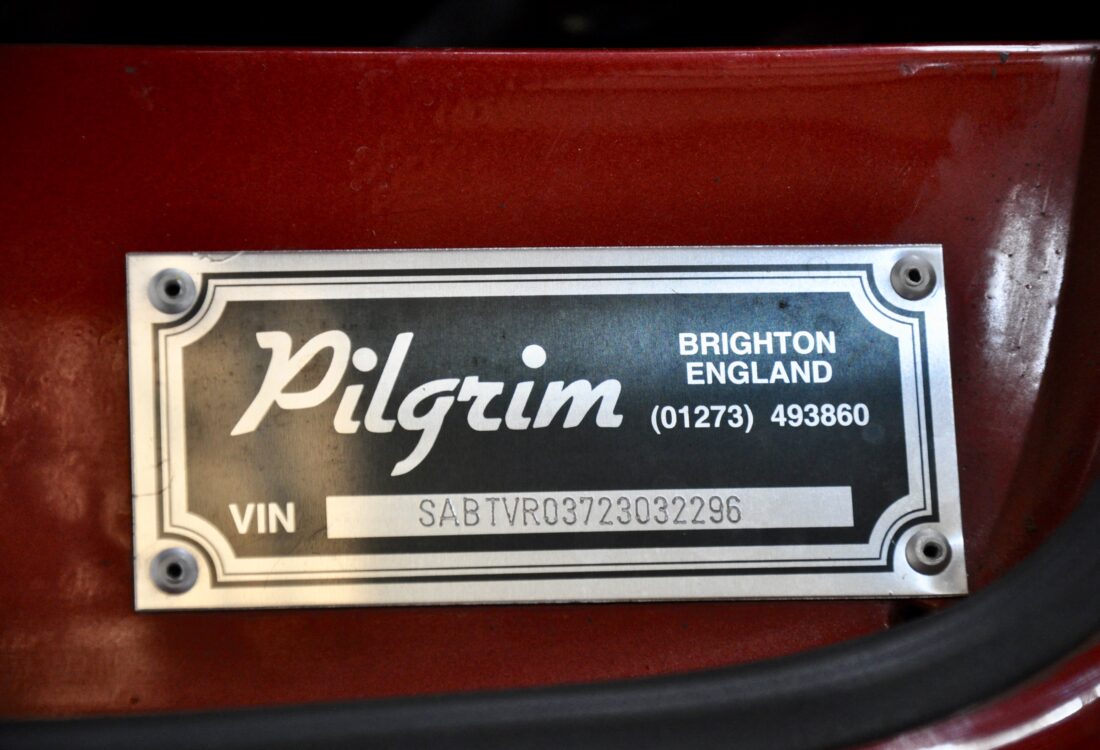 Pilgrim
BRIGHTON
ENGLAND
(01273) 493860
VIN SABTVR03723032296